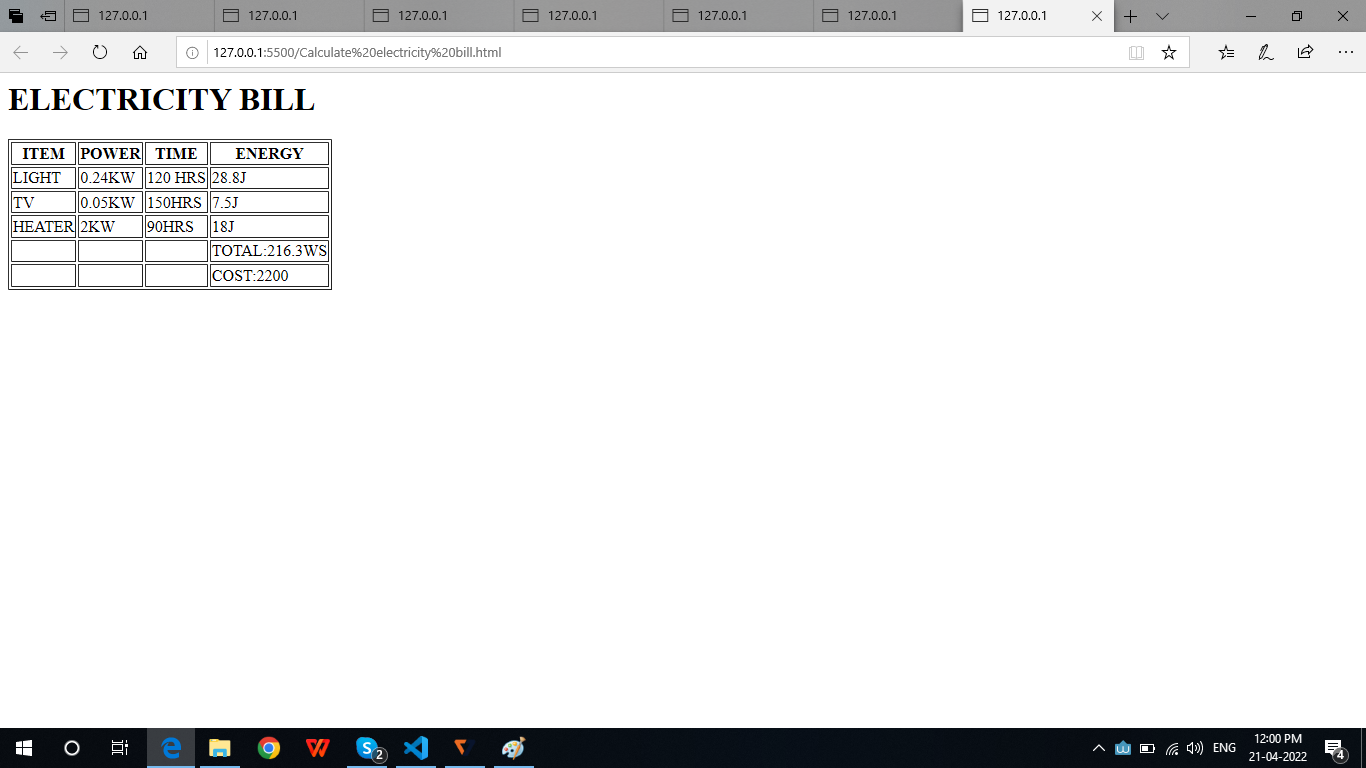 127.0.0.1 127.0.0.1 127.0.0.1 127.0.0.1 127.0.0.1 127.0.0.1 127.0.0.1
127.0.0.1:5500/Calculate%20electricity%20bill.html
ELECTRICITY BILL
ITEM POWER TIME ENERGY
LIGHT 0.24KW 120 HRS 28.8J
TV 0.05KW 150HRS 7.5J
HEATER 2KW 90HRS 18J
TOTAL:216.3WS
COST:2200
2 ENG 12:00 PM 4
21-04-2022